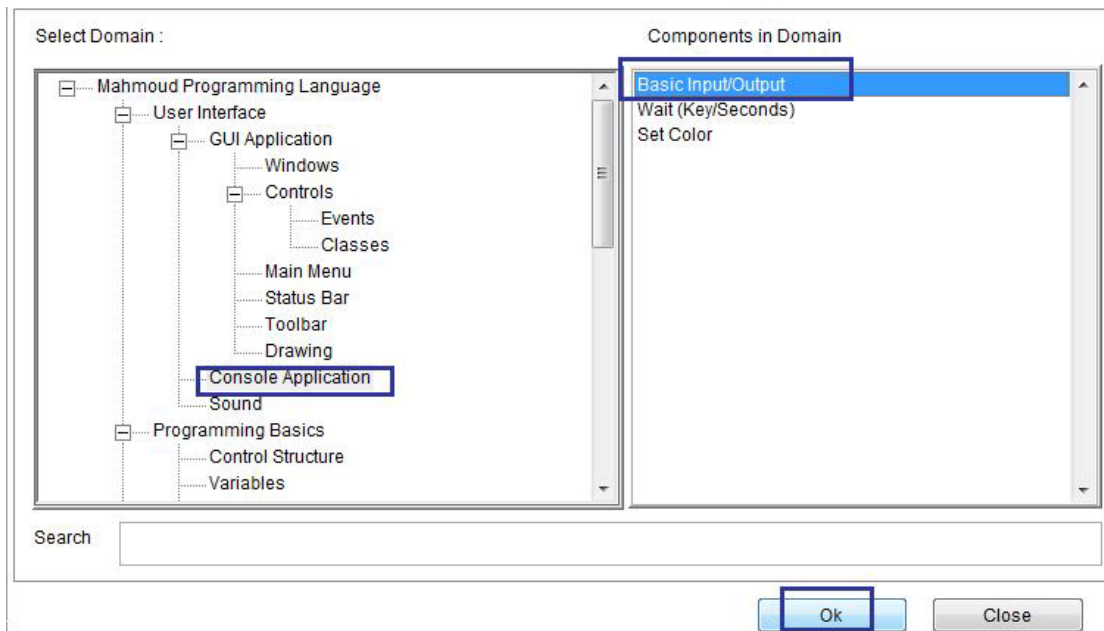 Select Domain :
Components in Domain
Mahmoud Programming Language
User Interface
GUI Application
Windows
Controls
Events
Classes
Main Menu
Status Bar
Toolbar
Drawing
Console Application
Sound
Programming Basics
Control Structure
Variables
Basic Input/Output
Wait (Key/Seconds)
Set Color
Search
Ok
Close